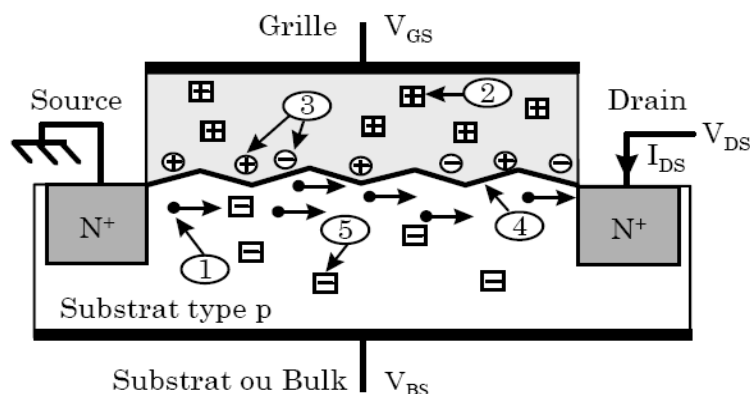 Grille V_GS
Source
3
2
Drain
V_DS
I_DS
N⁺
1
5
4
N⁺
Substrat type p
Substrat ou Bulk V_BS